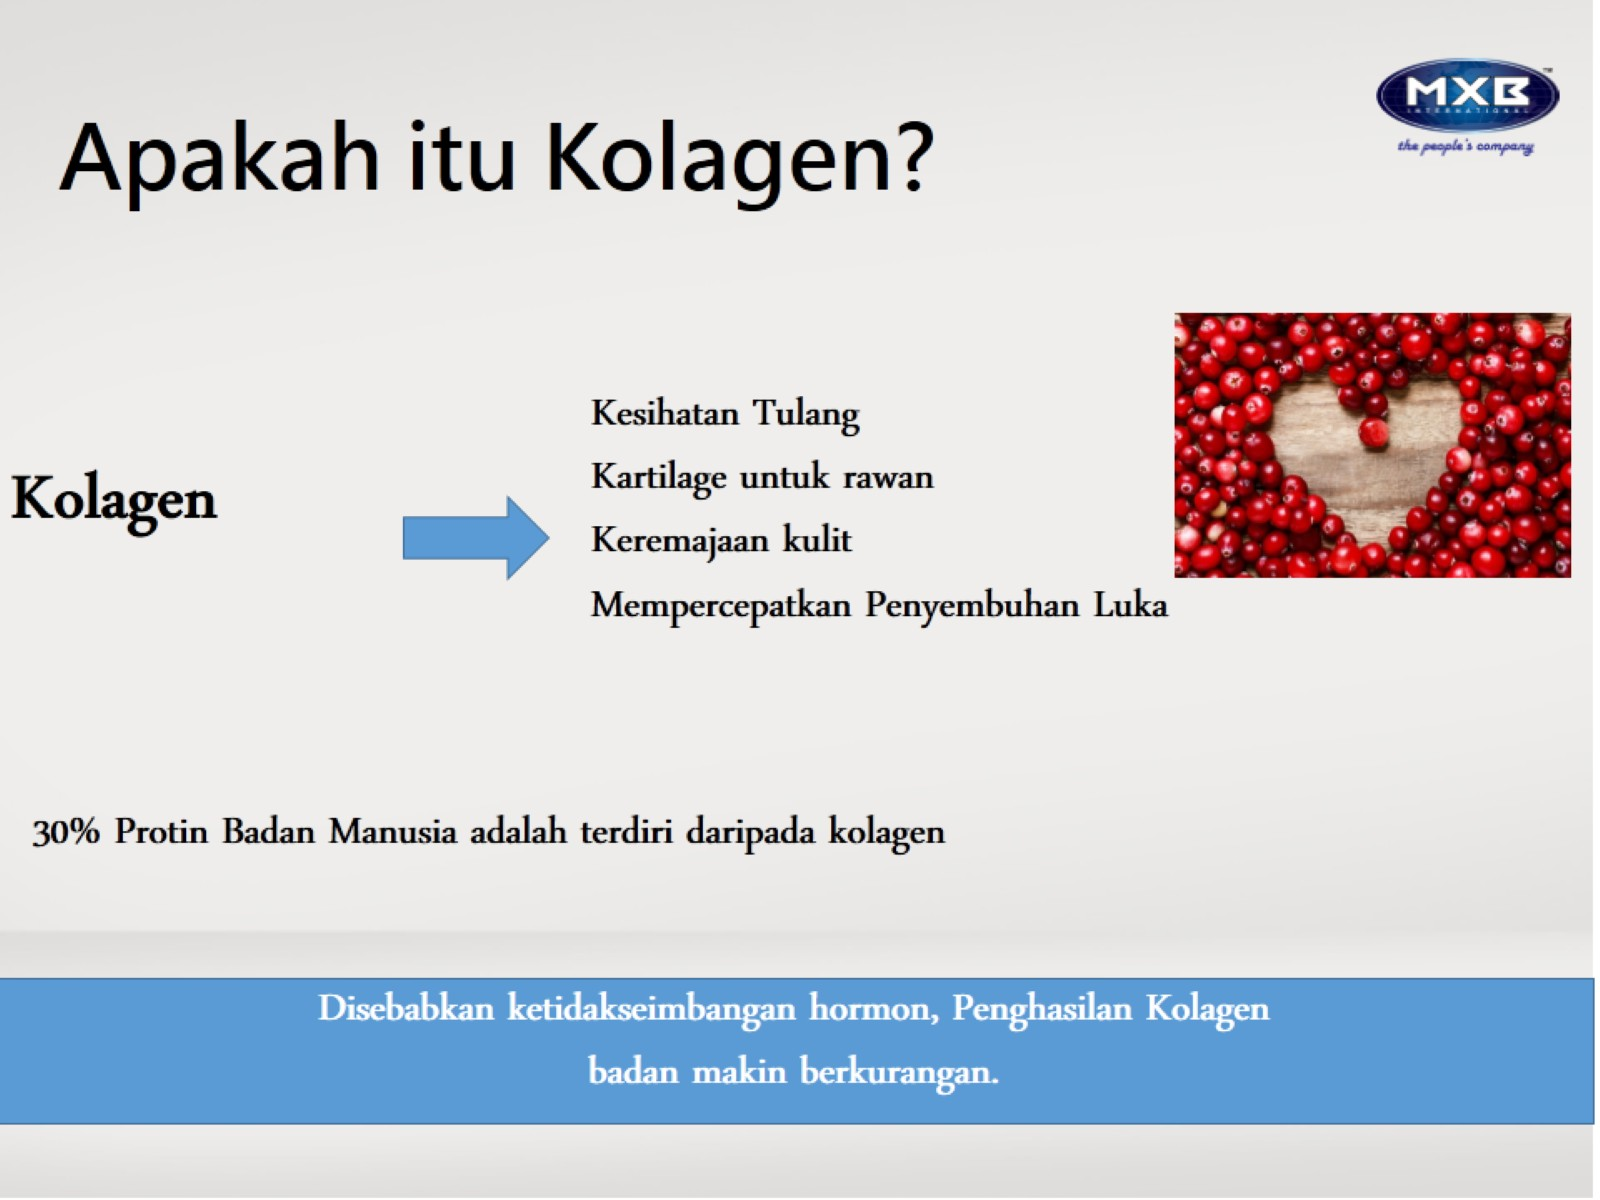 MXB
INTERNATIONAL
TM
the people's company
Apakah itu Kolagen?
Kolagen
Kesihatan Tulang
Kartilage untuk rawan
Keremajaan kulit
Mempercepatkan Penyembuhan Luka
30% Protin Badan Manusia adalah terdiri daripada kolagen
Disebabkan ketidakseimbangan hormon, Penghasilan Kolagen
badan makin berkurangan.